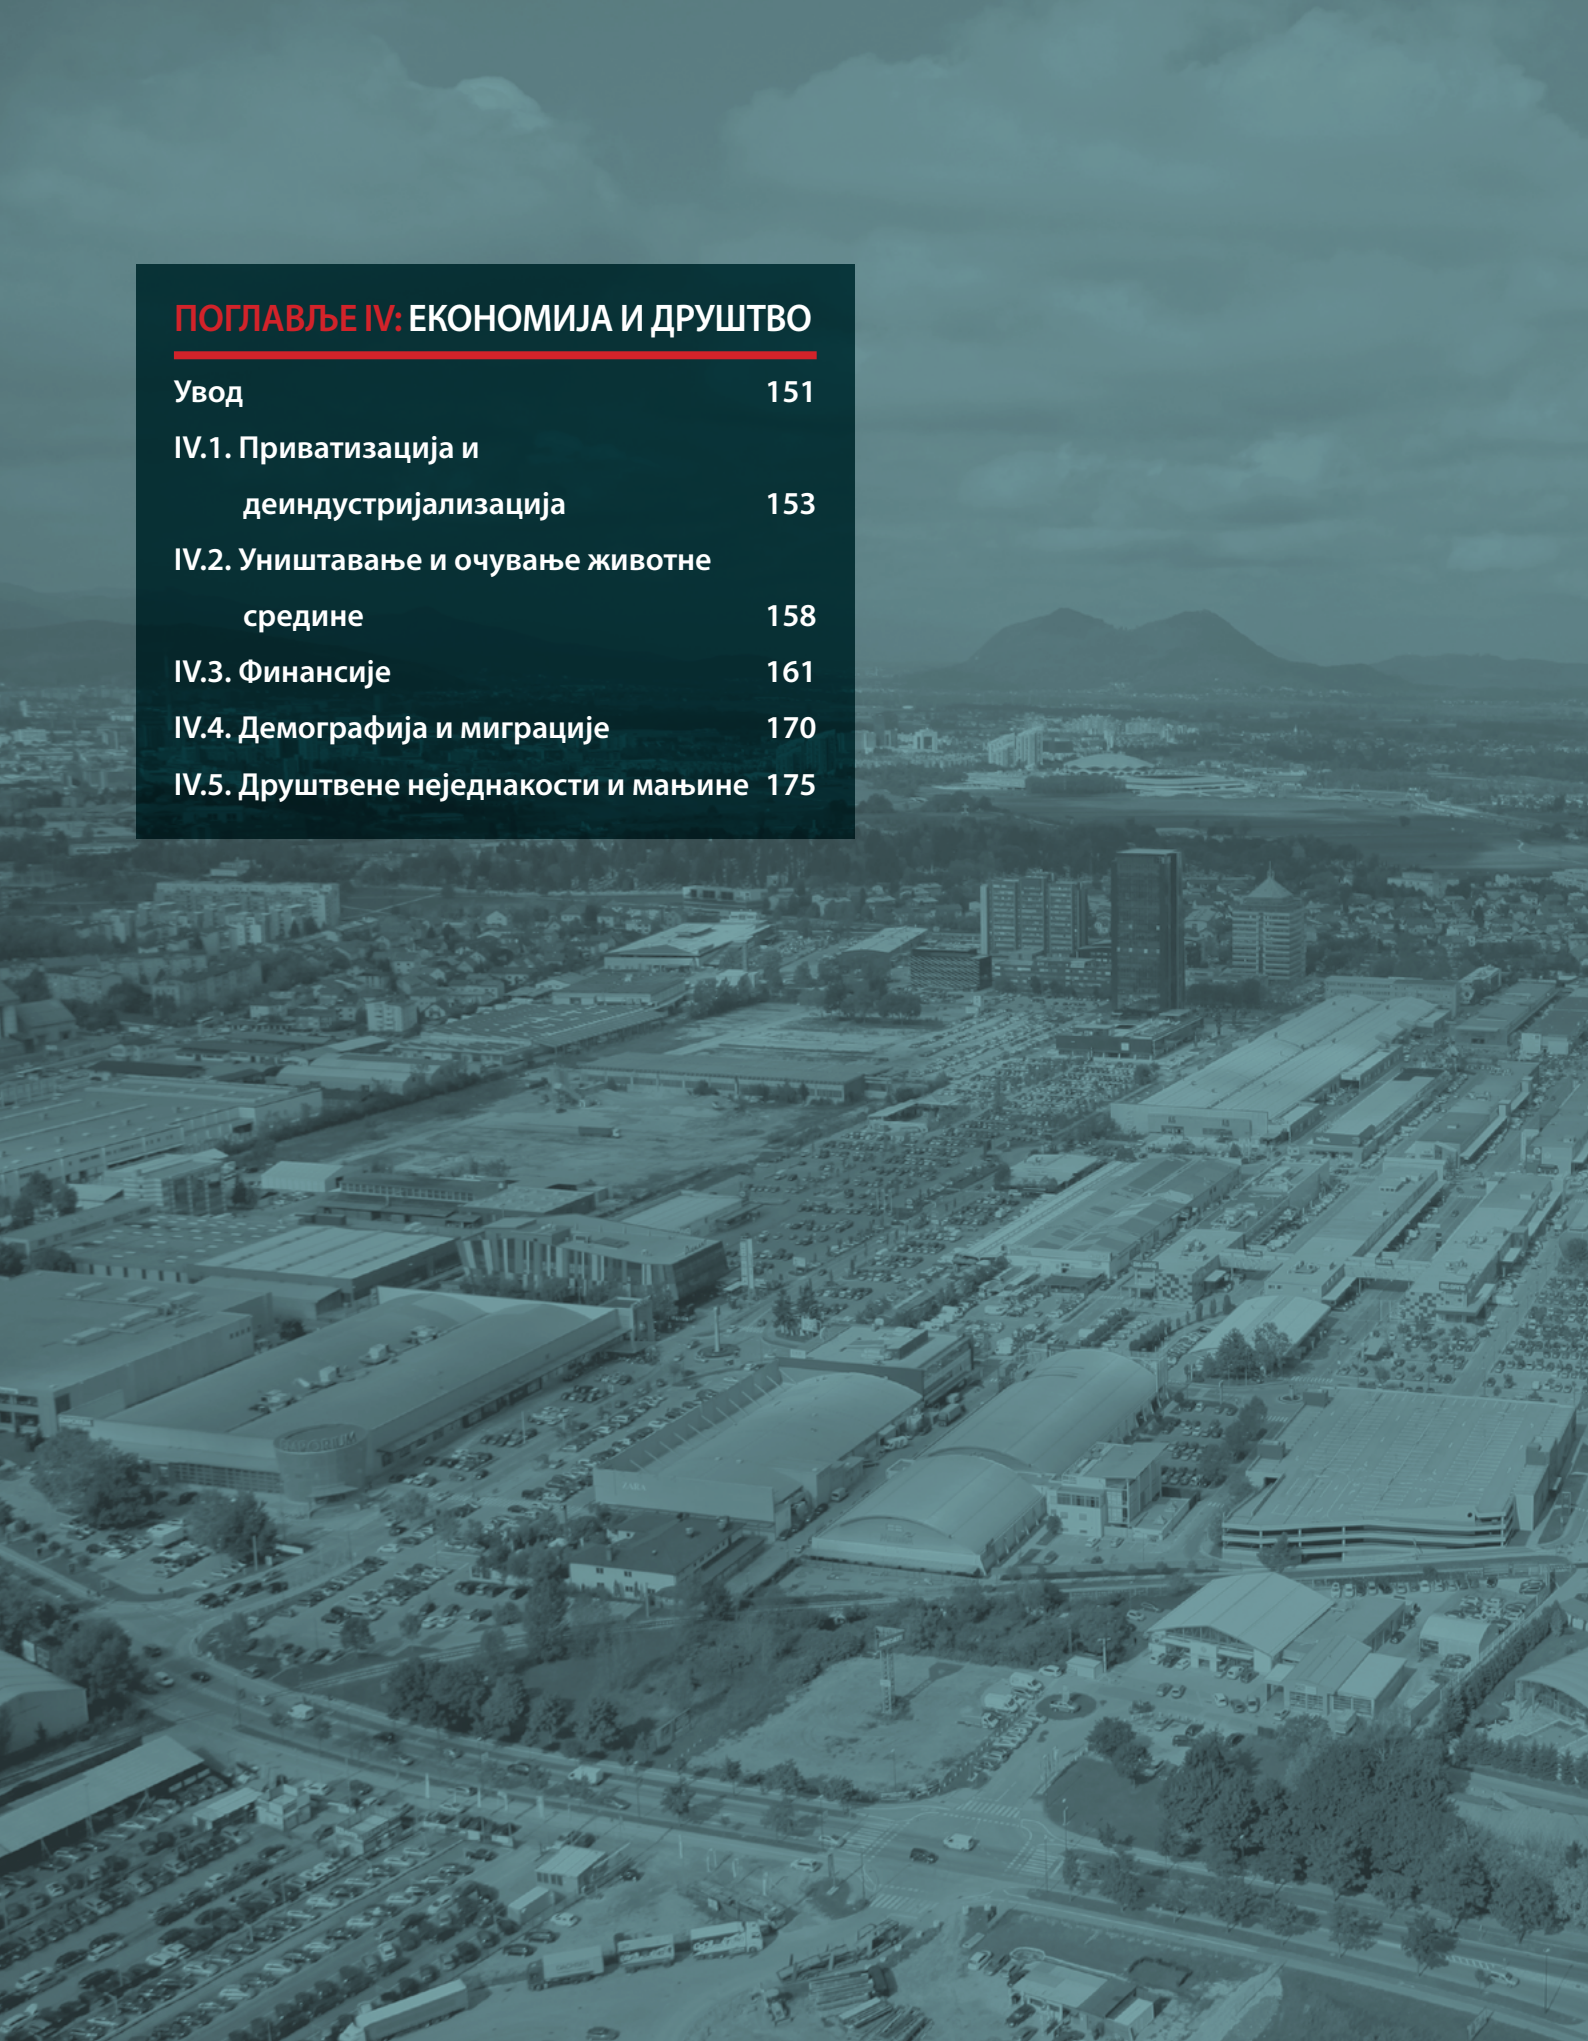 ПОГЛАВЉЕ IV: ЕКОНОМИЈА И ДРУШТВО
Увод 151
IV.1. Приватизација и
деиндустријализација 153
IV.2. Уништавање и очување животне
средине 158
IV.3. Финансије 161
IV.4. Демографија и миграције 170
IV.5. Друштвене неједнакости и мањине 175
ZARA